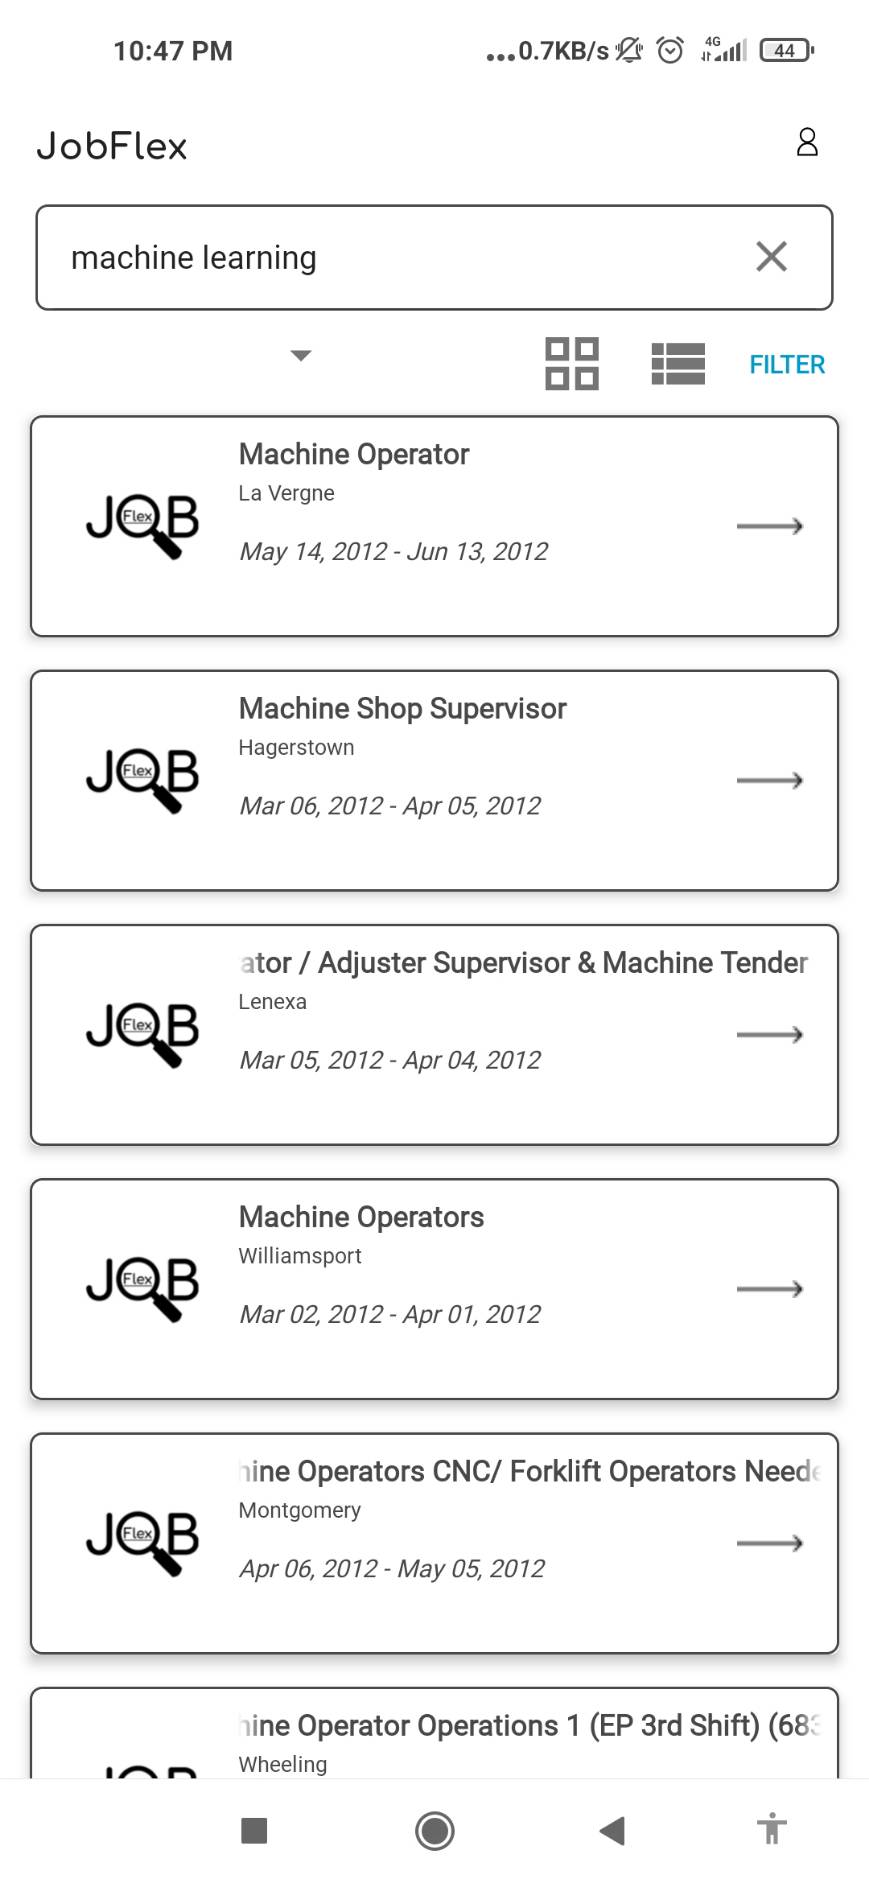 10:47 PM
...0.7KB/s
4G
44
JobFlex
machine learning
FILTER
Machine Operator
La Vergne
JOB
Flex
May 14, 2012 - Jun 13, 2012
Machine Shop Supervisor
Hagerstown
JOB
Flex
Mar 06, 2012 - Apr 05, 2012
ator / Adjuster Supervisor & Machine Tender
Lenexa
JOB
Flex
Mar 05, 2012 - Apr 04, 2012
Machine Operators
Williamsport
JOB
Flex
Mar 02, 2012 - Apr 01, 2012
hine Operators CNC/ Forklift Operators Neede
Montgomery
JOB
Flex
Apr 06, 2012 - May 05, 2012
hine Operator Operations 1 (EP 3rd Shift) (683
Wheeling